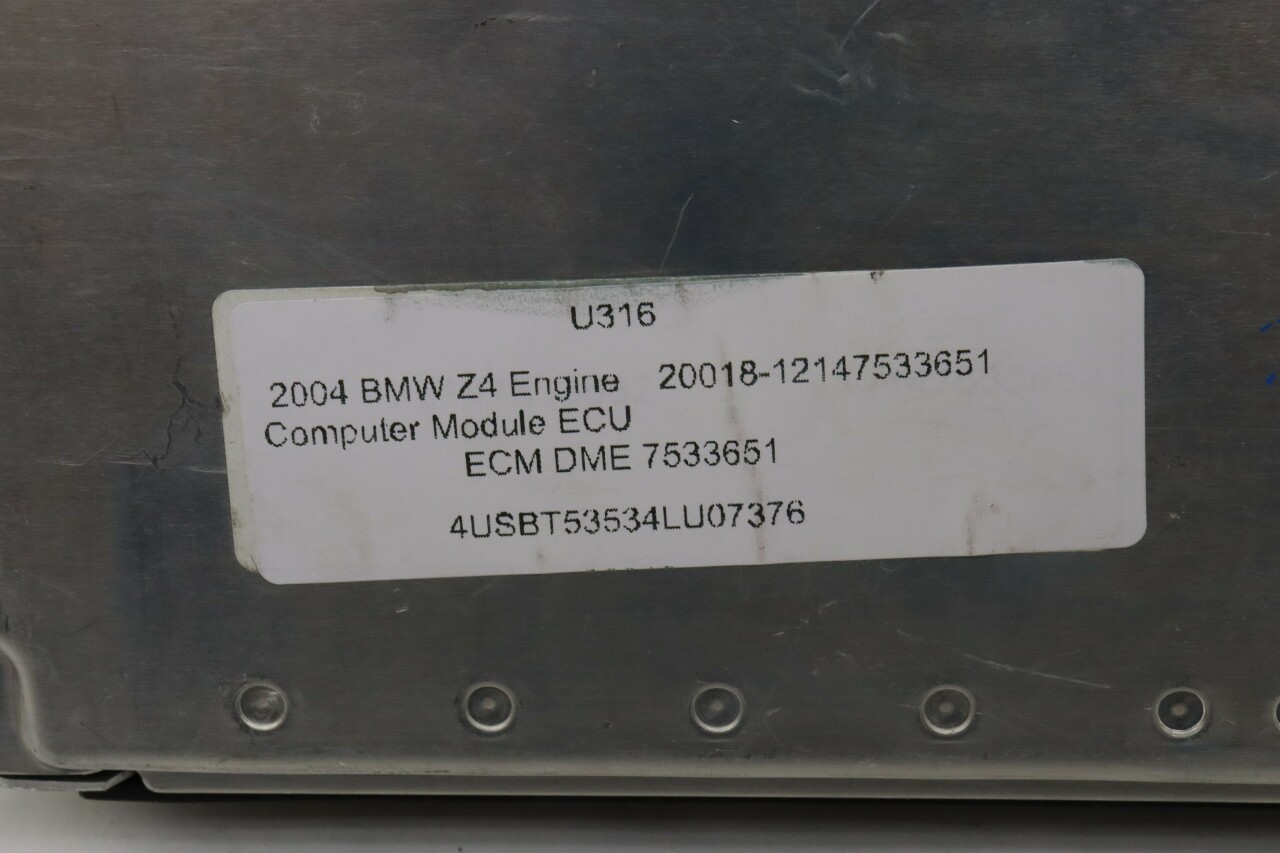 U316
2004 BMW Z4 Engine 20018-12147533651
Computer Module ECU
ECM DME 7533651
4USBT53534LU07376